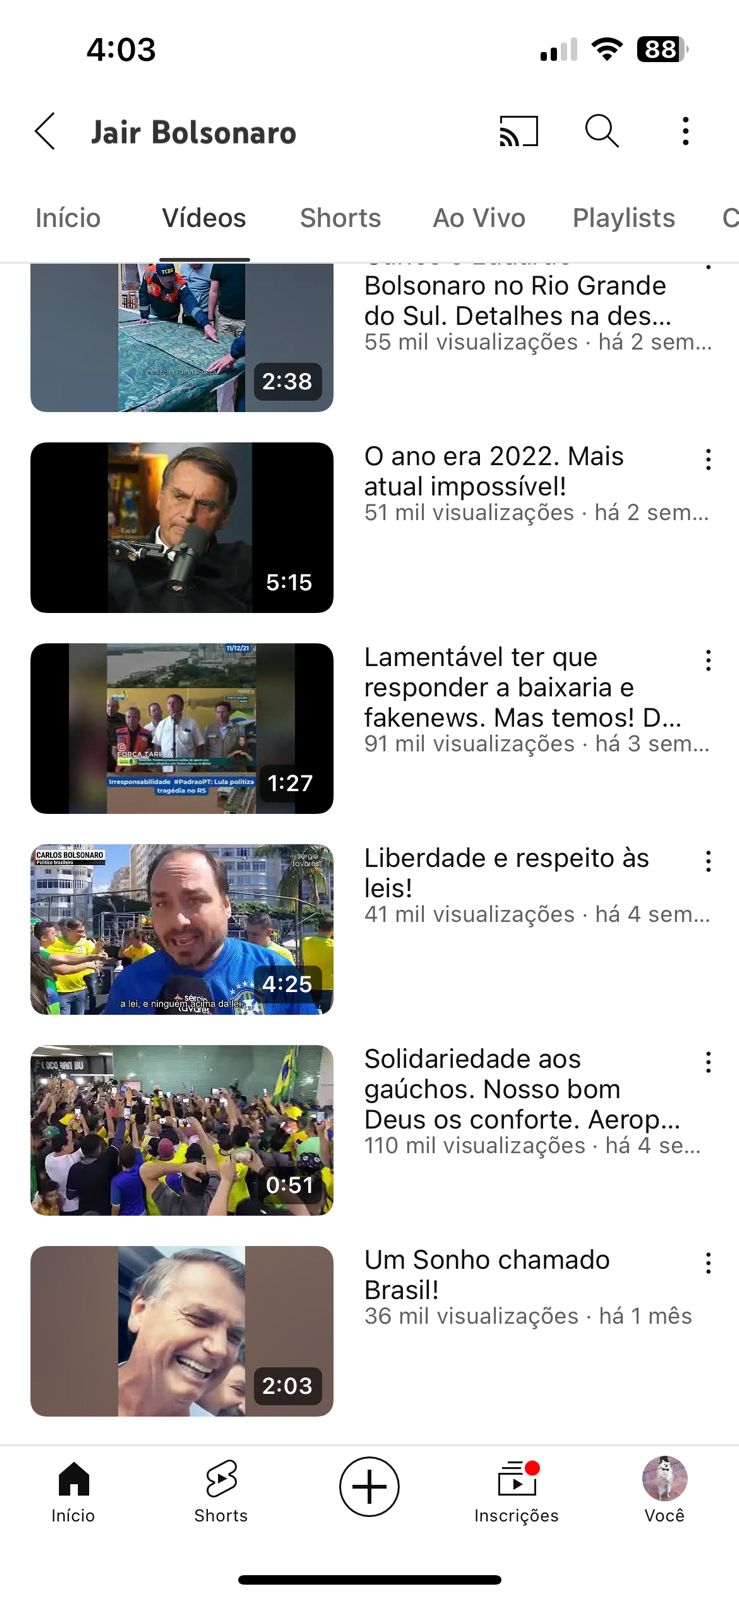 4:03
88
Jair Bolsonaro
Início
Vídeos
Shorts
Ao Vivo
Playlists
C
Bolsonaro no Rio Grande
do Sul. Detalhes na des...
55 mil visualizações · há 2 sem...
2:38
O ano era 2022. Mais
atual impossível!
51 mil visualizações · há 2 sem...
Kwai
5:15
Lamentável ter que
responder a baixaria e
fakenews. Mas temos! D...
91 mil visualizações · há 3 sem...
11/12/21
FORÇA TAREFA
Irresponsabilidade #PadraoPT: Lula politiza
tragédia no RS
1:27
Liberdade e respeito às
leis!
41 mil visualizações · há 4 sem...
CARLOS BOLSONARO
Político brasileiro
sérgio
tavares
a lei, e ninguém acima da lei,
sérgio
tavares
4:25
Solidariedade aos
gaúchos. Nosso bom
Deus os conforte. Aerop...
110 mil visualizações · há 4 se...
0:51
Um Sonho chamado
Brasil!
36 mil visualizações · há 1 mês
2:03
Início
Shorts
Inscrições
Você